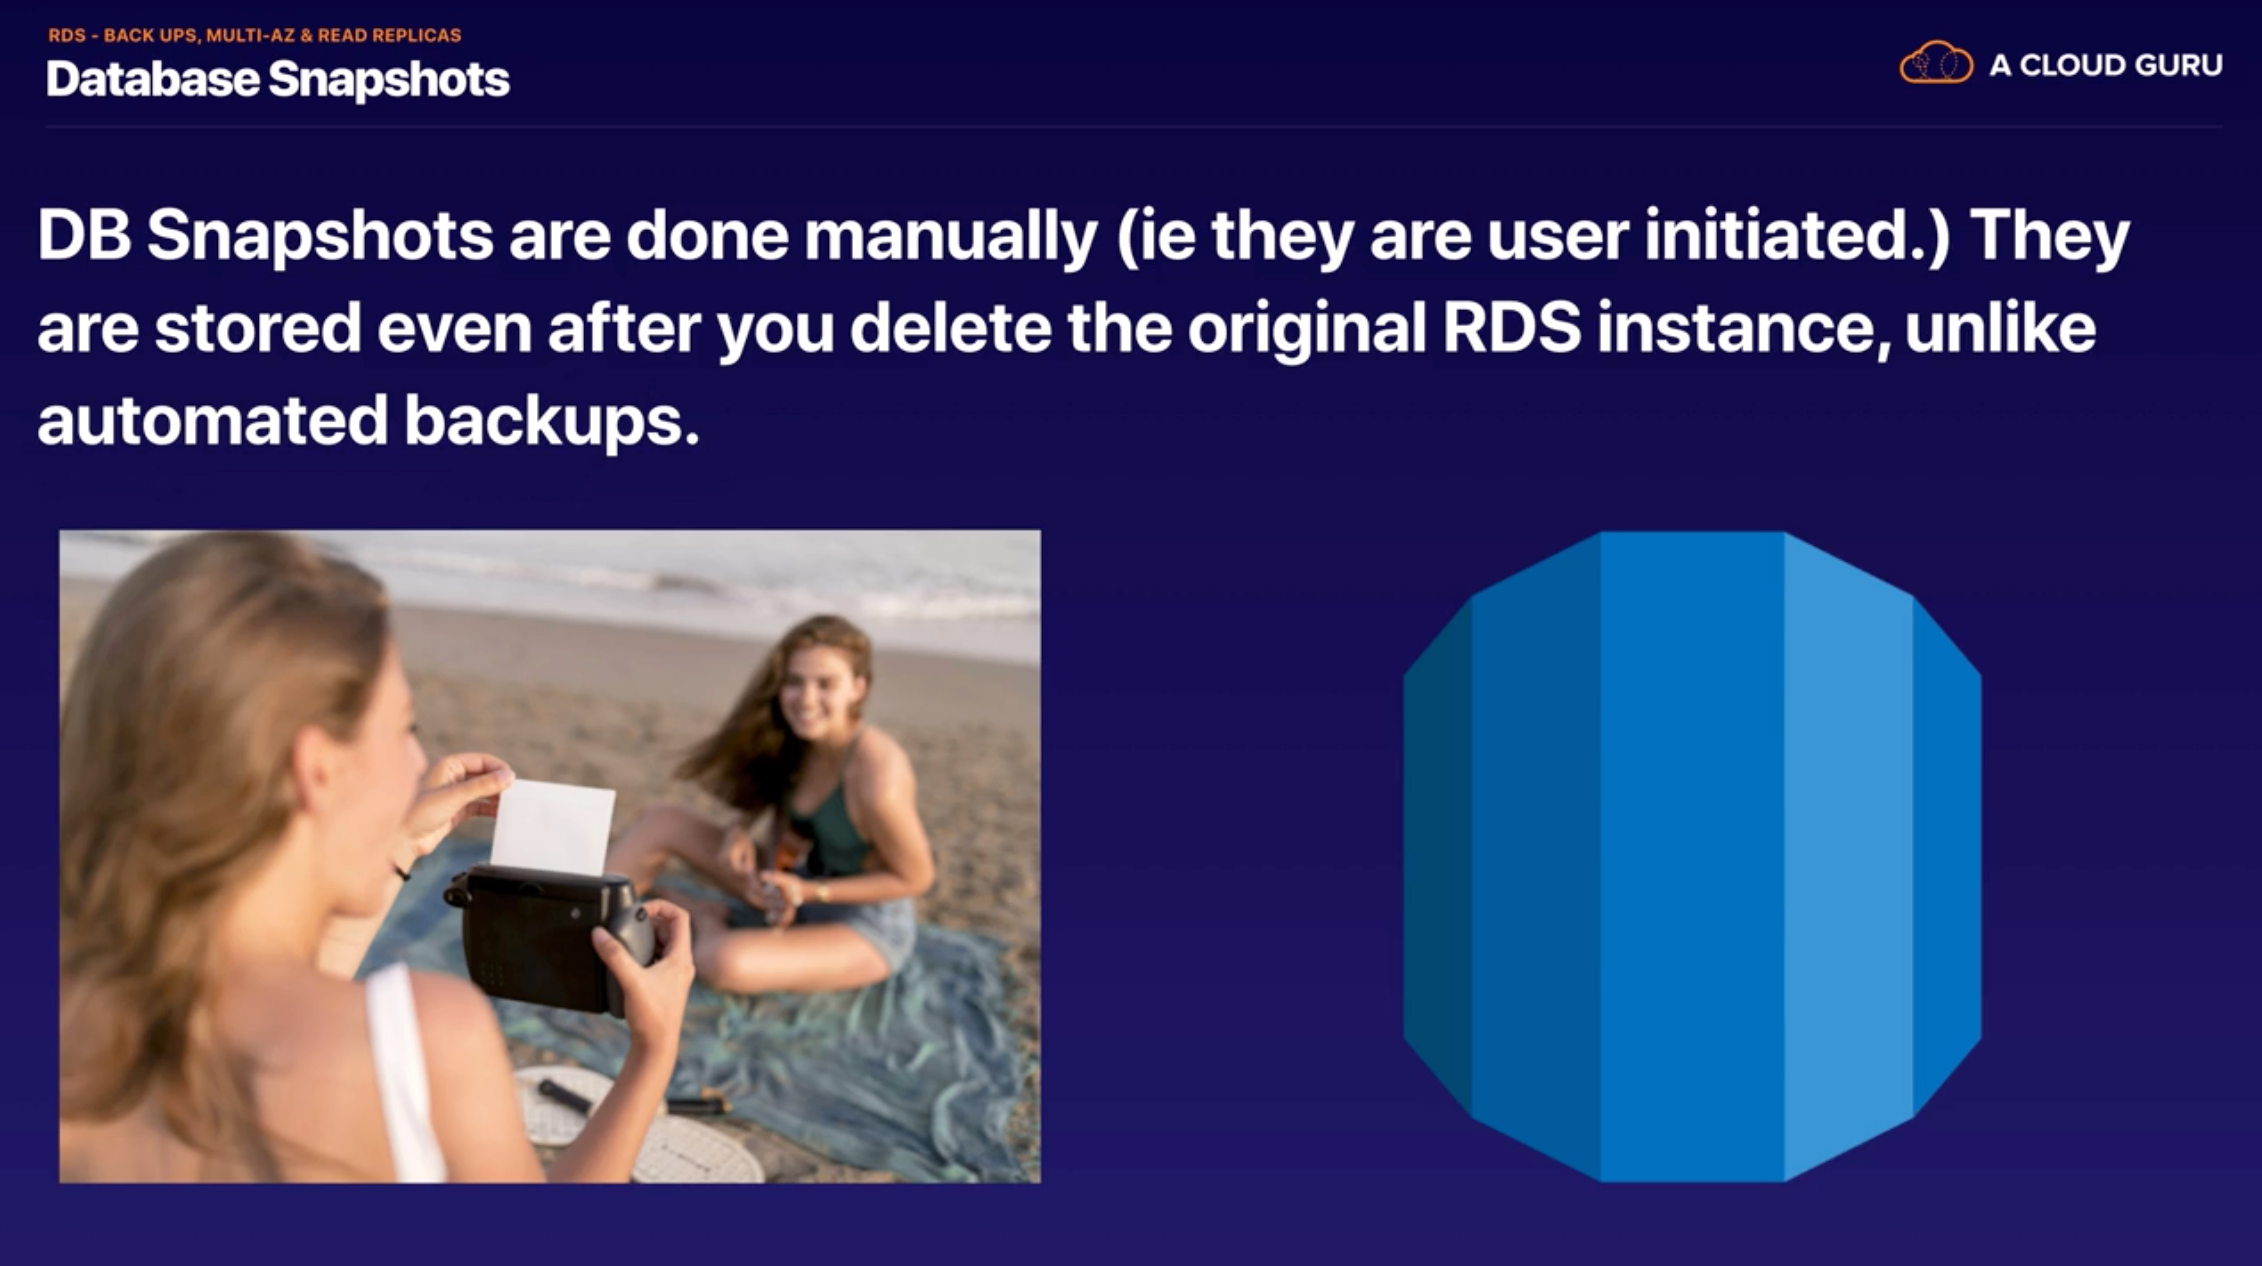 RDS - BACK UPS, MULTI-AZ & READ REPLICAS
Database Snapshots
A CLOUD GURU
DB Snapshots are done manually (ie they are user initiated.) They
are stored even after you delete the original RDS instance, unlike
automated backups.